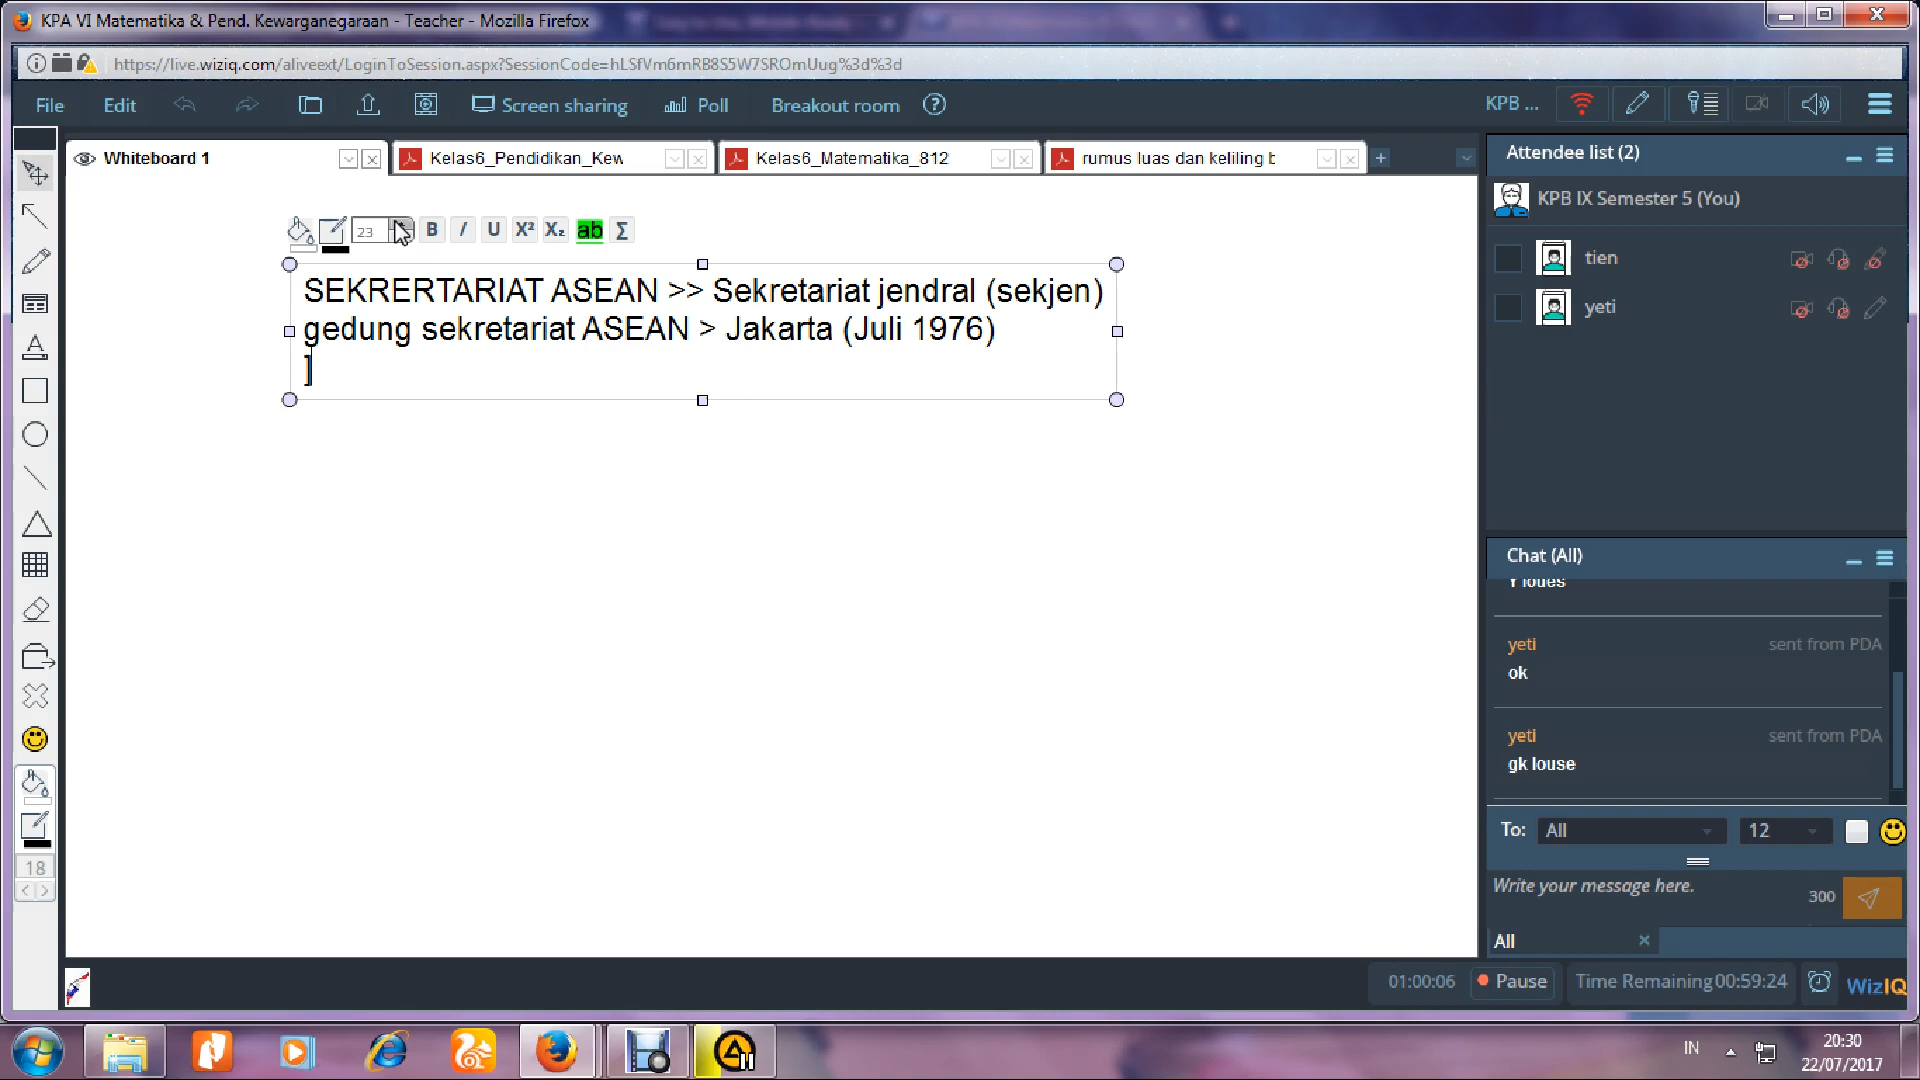 KPA VI Matematika & Pend. Kewarganegaraan - Teacher - Mozilla Firefox
https://live.wiziq.com/aliveext/LoginToSession.aspx?SessionCode=hLSfVm6mRB8S5W7SROmUug%3d%3d
File Edit Screen sharing Poll Breakout room KPB ...
Whiteboard 1 Kelas6_Pendidikan_Kew Kelas6_Matematika_812 rumus luas dan keliling b
23 B I U X² X₂ ab Σ
SEKRERTARIAT ASEAN >> Sekretariat jendral (sekjen)
gedung sekretariat ASEAN > Jakarta (Juli 1976)
]
18
Attendee list (2)
KPB IX Semester 5 (You)
tien
yeti
Chat (All)
Y loues
yeti sent from PDA
ok
yeti sent from PDA
gk louse
To: All 12
Write your message here. 300
All
01:00:06 Pause Time Remaining 00:59:24 WizIQ
IN 20:30
22/07/2017